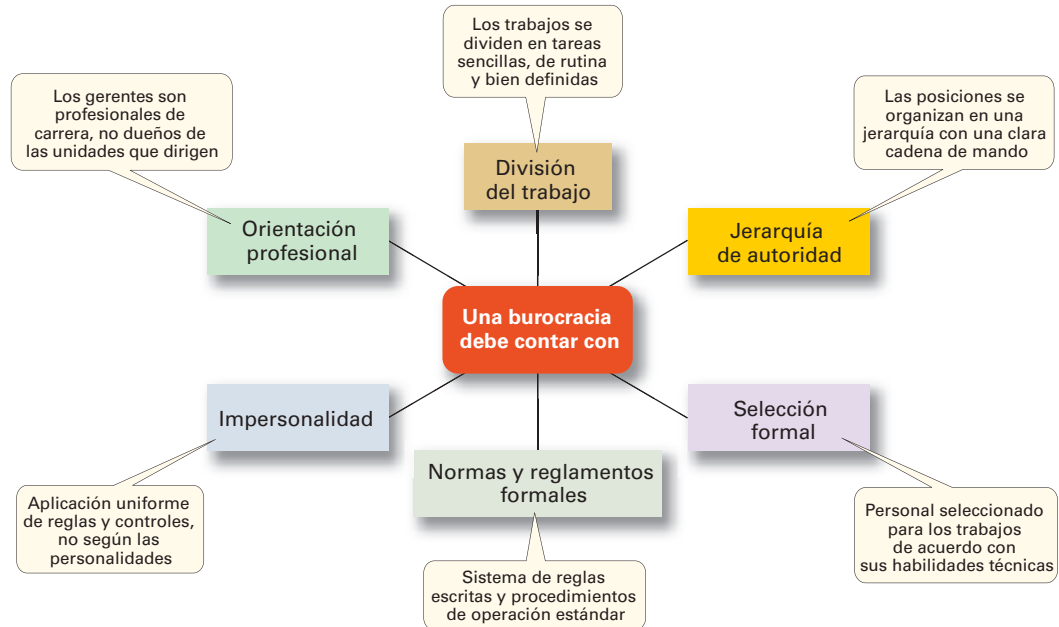 Los trabajos se
dividen en tareas
sencillas, de rutina
y bien definidas
Los gerentes son
profesionales de
carrera, no dueños de
las unidades que dirigen
Las posiciones se
organizan en una
jerarquía con una clara
cadena de mando
División
del trabajo
Orientación
profesional
Jerarquía
de autoridad
Una burocracia
debe contar con
Impersonalidad
Selección
formal
Normas y reglamentos
formales
Aplicación uniforme
de reglas y controles,
no según las
personalidades
Personal seleccionado
para los trabajos
de acuerdo con
sus habilidades técnicas
Sistema de reglas
escritas y procedimientos
de operación estándar